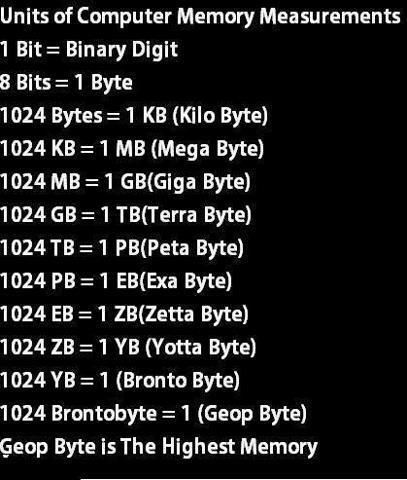 Units of Computer Memory Measurements
1 Bit = Binary Digit
8 Bits = 1 Byte
1024 Bytes = 1 KB (Kilo Byte)
1024 KB = 1 MB (Mega Byte)
1024 MB = 1 GB(Giga Byte)
1024 GB = 1 TB(Terra Byte)
1024 TB = 1 PB(Peta Byte)
1024 PB = 1 EB(Exa Byte)
1024 EB = 1 ZB(Zetta Byte)
1024 ZB = 1 YB (Yotta Byte)
1024 YB = 1 (Bronto Byte)
1024 Brontobyte = 1 (Geop Byte)
Geop Byte is The Highest Memory